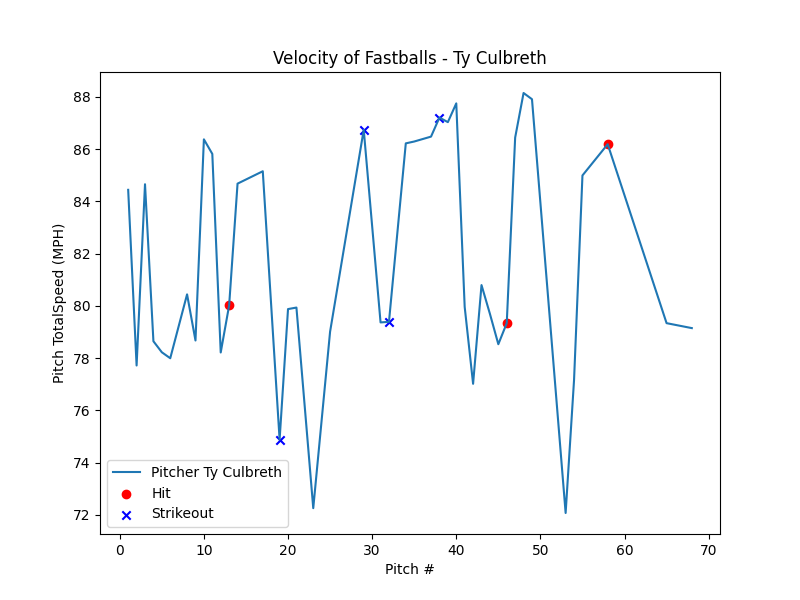 Velocity of Fastballs - Ty Culbreth
Pitch TotalSpeed (MPH)
88
86
84
82
80
78
76
74
72
Pitcher Ty Culbreth
Hit
Strikeout
0 10 20 30 40 50 60 70
Pitch #